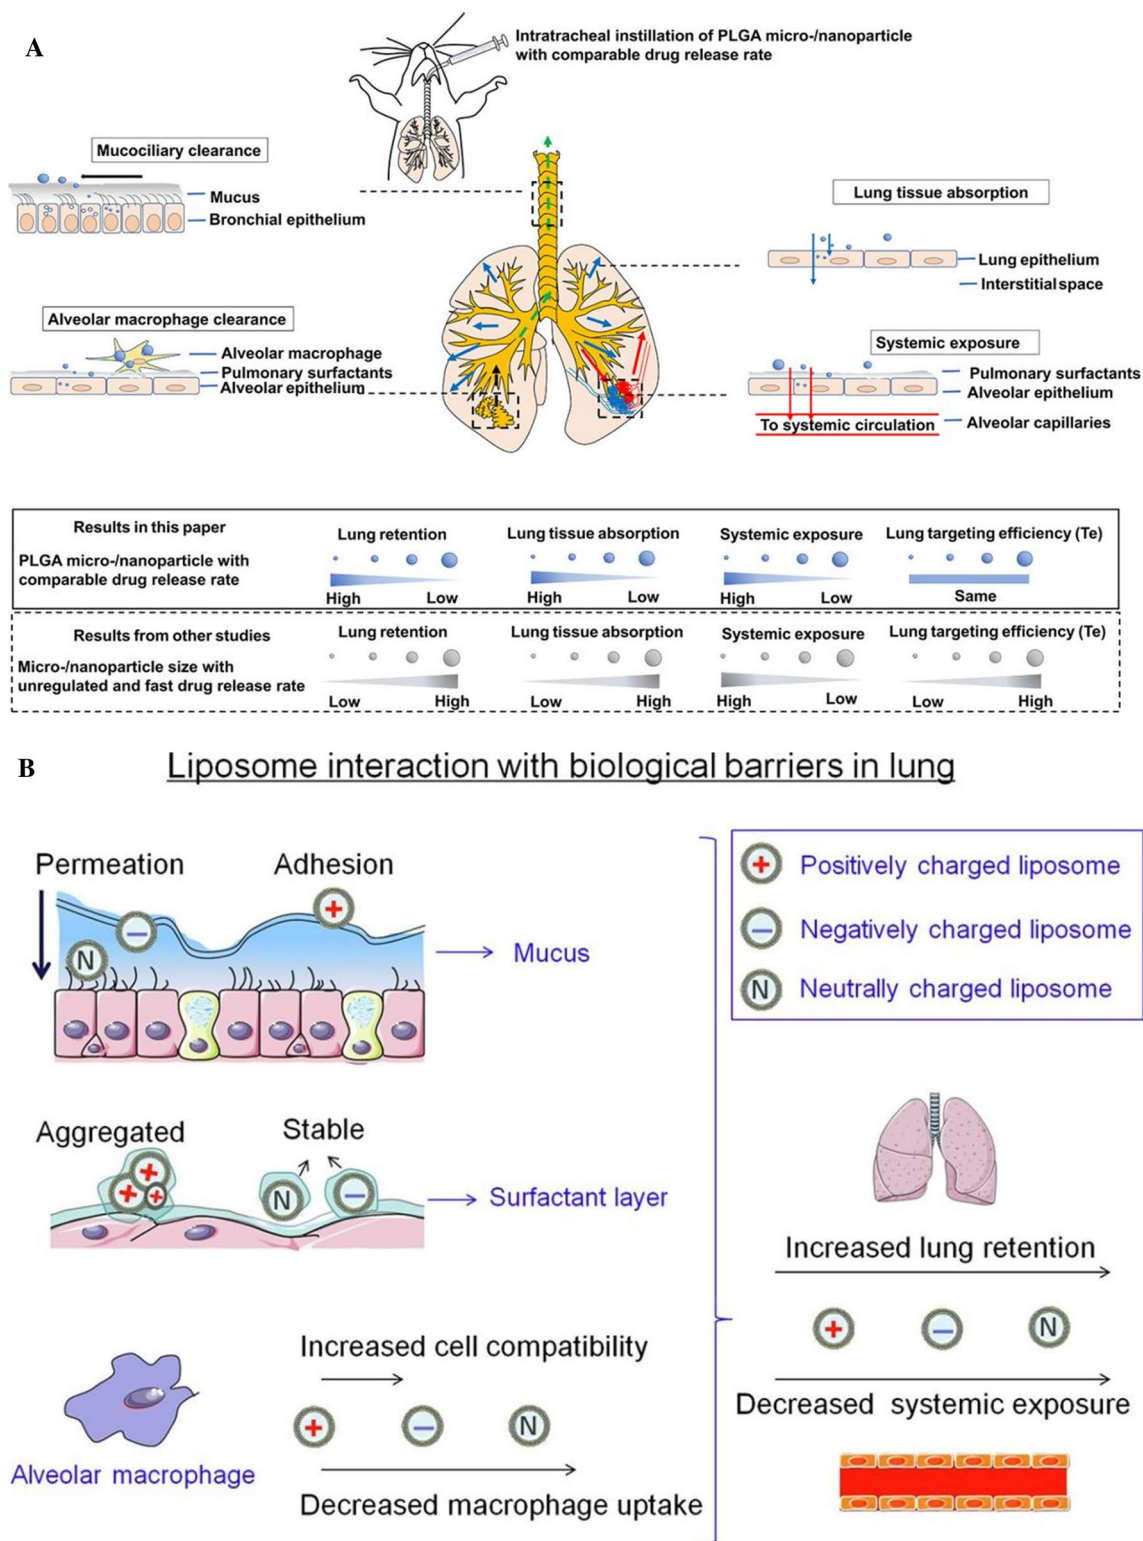 A
Intratracheal instillation of PLGA micro-/nanoparticle
with comparable drug release rate
Mucociliary clearance
Mucus
Bronchial epithelium
Lung tissue absorption
Lung epithelium
Interstitial space
Alveolar macrophage clearance
Alveolar macrophage
Pulmonary surfactants
Alveolar epithelium
Systemic exposure
Pulmonary surfactants
Alveolar epithelium
To systemic circulation
Alveolar capillaries
Results in this paper
PLGA micro-/nanoparticle with
comparable drug release rate
Lung retention
High Low
Lung tissue absorption
High Low
Systemic exposure
High Low
Lung targeting efficiency (Te)
Same
Results from other studies
Micro-/nanoparticle size with
unregulated and fast drug release rate
Lung retention
Low High
Lung tissue absorption
Low High
Systemic exposure
High Low
Lung targeting efficiency (Te)
Low High
B
Liposome interaction with biological barriers in lung
Permeation
Adhesion
+
−
N
Mucus
+ Positively charged liposome
− Negatively charged liposome
N Neutrally charged liposome
Aggregated
Stable
+ + +
N −
Surfactant layer
Alveolar macrophage
Increased cell compatibility
+ − N
Decreased macrophage uptake
Increased lung retention
+ − N
Decreased systemic exposure